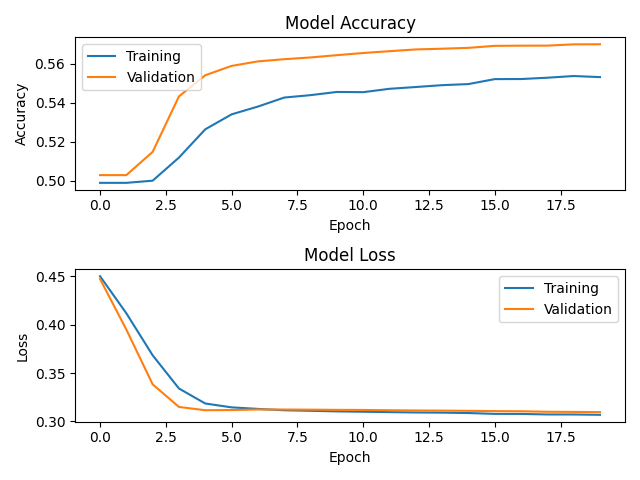 Model Accuracy
Training
Validation
0.56
0.54
0.52
0.50
Accuracy
0.0 2.5 5.0 7.5 10.0 12.5 15.0 17.5
Epoch
Model Loss
Training
Validation
0.45
0.40
0.35
0.30
Loss
0.0 2.5 5.0 7.5 10.0 12.5 15.0 17.5
Epoch